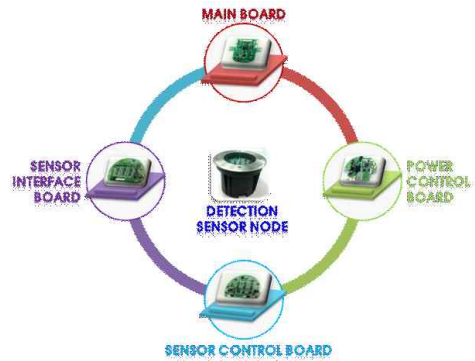 MAIN BOARD
SENSOR
INTERFACE
BOARD
POWER
CONTROL
BOARD
DETECTION
SENSOR NODE
SENSOR CONTROL BOARD